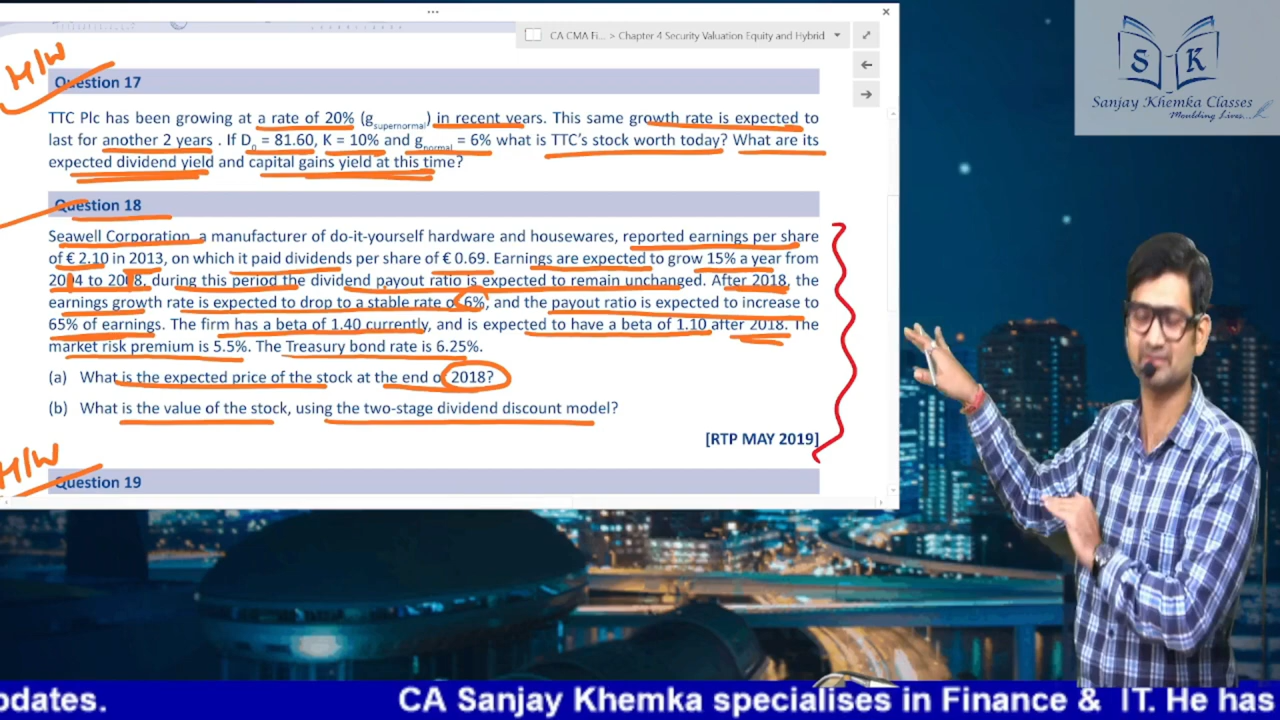 CA CMA Fi... > Chapter 4 Security Valuation Equity and Hybrid
H/W
Question 17
TTC Plc has been growing at a rate of 20% (gsupernormal) in recent years. This same growth rate is expected to
last for another 2 years . If D0 = 81.60, K = 10% and gnormal = 6% what is TTC's stock worth today? What are its
expected dividend yield and capital gains yield at this time?
Question 18
Seawell Corporation, a manufacturer of do-it-yourself hardware and housewares, reported earnings per share
of € 2.10 in 2013, on which it paid dividends per share of € 0.69. Earnings are expected to grow 15% a year from
2014 to 2018, during this period the dividend payout ratio is expected to remain unchanged. After 2018, the
earnings growth rate is expected to drop to a stable rate of 6%, and the payout ratio is expected to increase to
65% of earnings. The firm has a beta of 1.40 currently, and is expected to have a beta of 1.10 after 2018. The
market risk premium is 5.5%. The Treasury bond rate is 6.25%.
(a) What is the expected price of the stock at the end of 2018?
(b) What is the value of the stock, using the two-stage dividend discount model?
[RTP MAY 2019]
H/W
Question 19
S K
Sanjay Khemka Classes
Moulding Lives...
pdates. CA Sanjay Khemka specialises in Finance & IT. He has